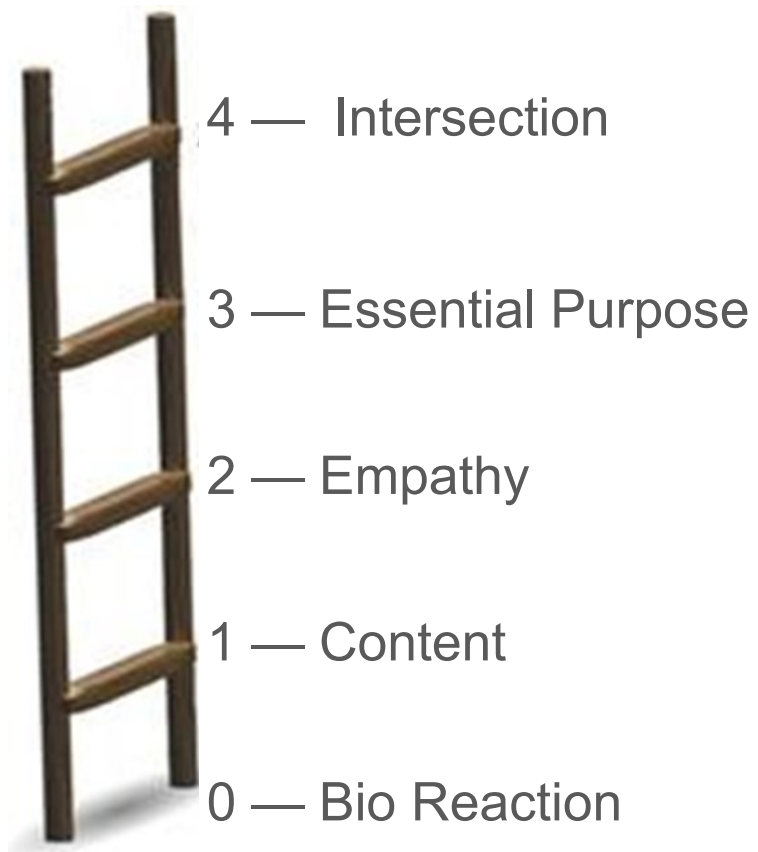 4 — Intersection
3 — Essential Purpose
2 — Empathy
1 — Content
0 — Bio Reaction